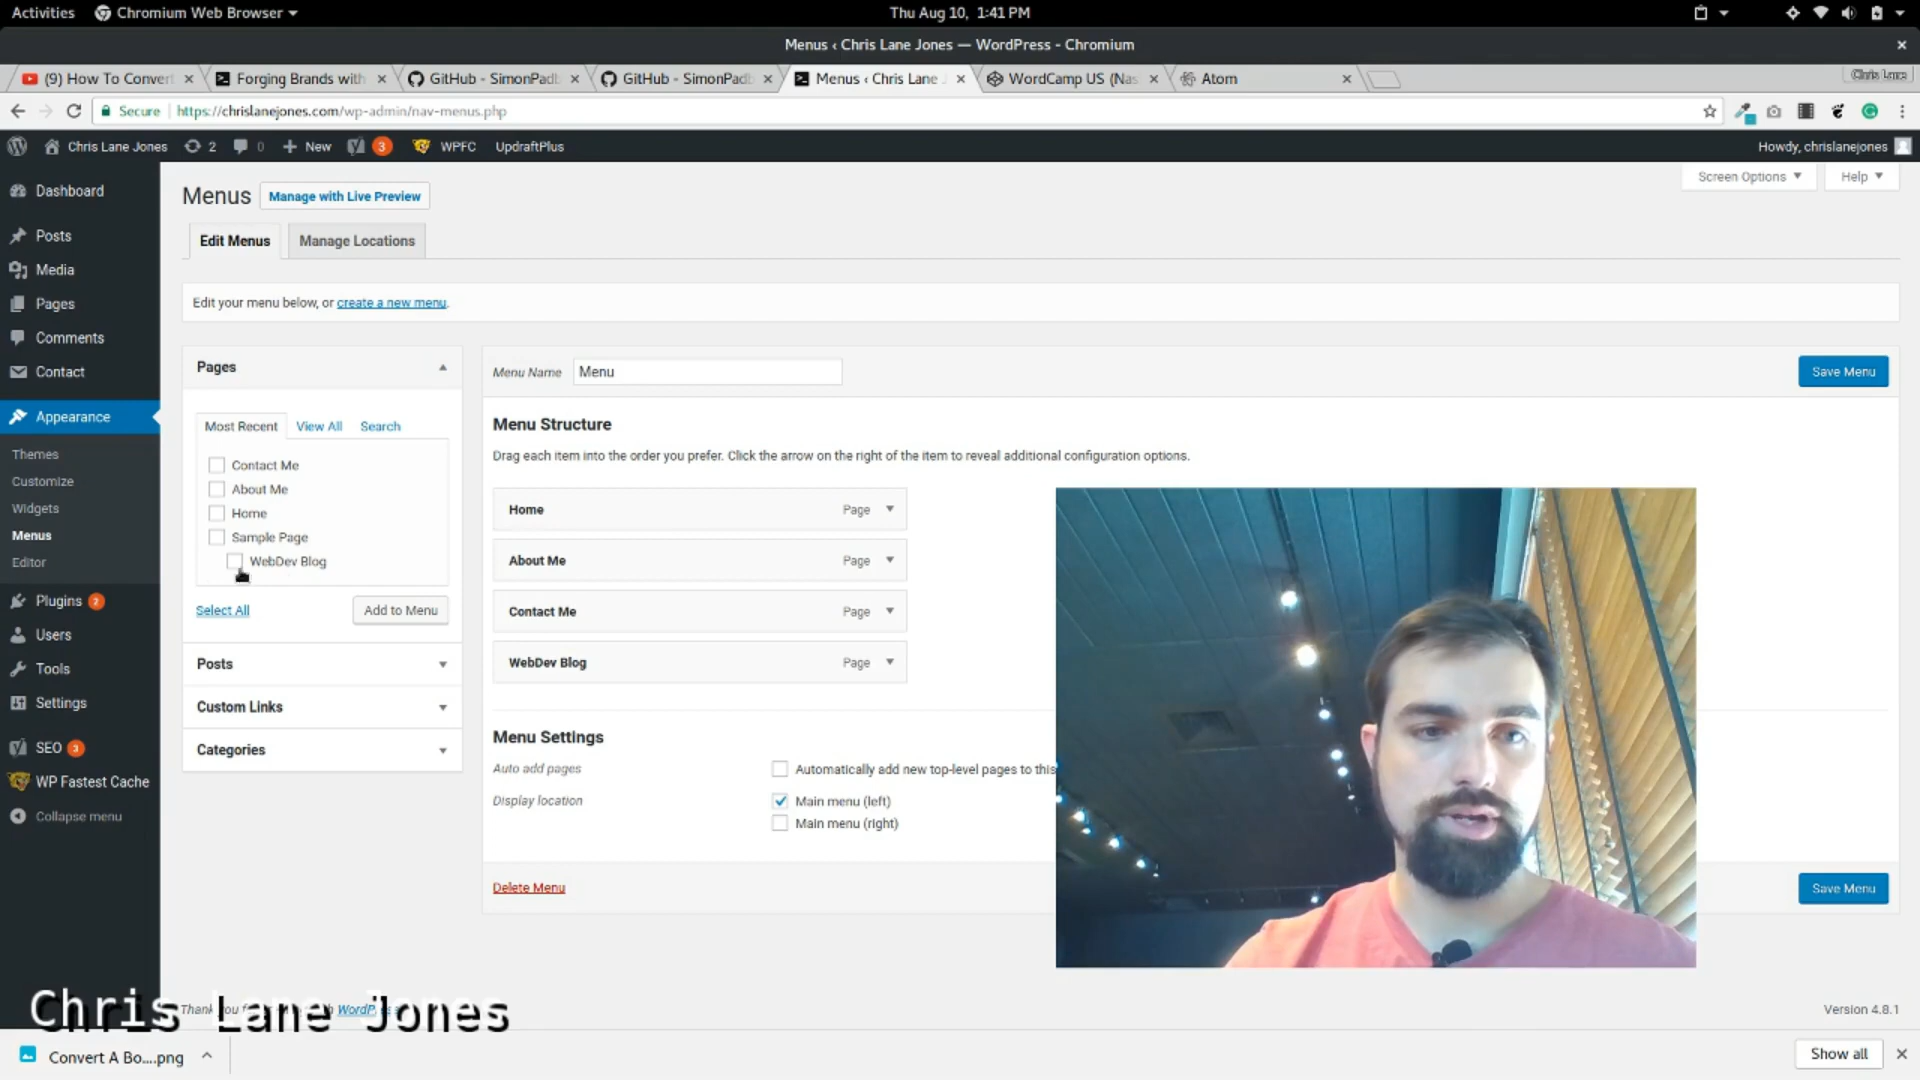 Activities Chromium Web Browser Thu Aug 10, 1:41 PM
Menus ‹ Chris Lane Jones — WordPress - Chromium
(9) How To Convert Forging Brands with GitHub - SimonPadb GitHub - SimonPadb Menus ‹ Chris Lane J WordCamp US (Nas Atom Chris Lane
Secure https://chrislanejones.com/wp-admin/nav-menus.php
Chris Lane Jones 2 0 New 3 WPFC UpdraftPlus Howdy, chrislanejones
Screen Options Help
Dashboard
Posts
Media
Pages
Comments
Contact
Appearance
Themes
Customize
Widgets
Menus
Editor
Plugins 2
Users
Tools
Settings
SEO 3
WP Fastest Cache
Collapse menu
Menus Manage with Live Preview
Edit Menus Manage Locations
Edit your menu below, or create a new menu.
Pages
Most Recent View All Search
Contact Me
About Me
Home
Sample Page
WebDev Blog
Select All Add to Menu
Posts
Custom Links
Categories
Menu Name Menu Save Menu
Menu Structure
Drag each item into the order you prefer. Click the arrow on the right of the item to reveal additional configuration options.
Home Page
About Me Page
Contact Me Page
WebDev Blog Page
Menu Settings
Auto add pages Automatically add new top-level pages to this
Display location Main menu (left)
Main menu (right)
Delete Menu Save Menu
Chris Lane Jones
Version 4.8.1
Convert A Bo....png Show all